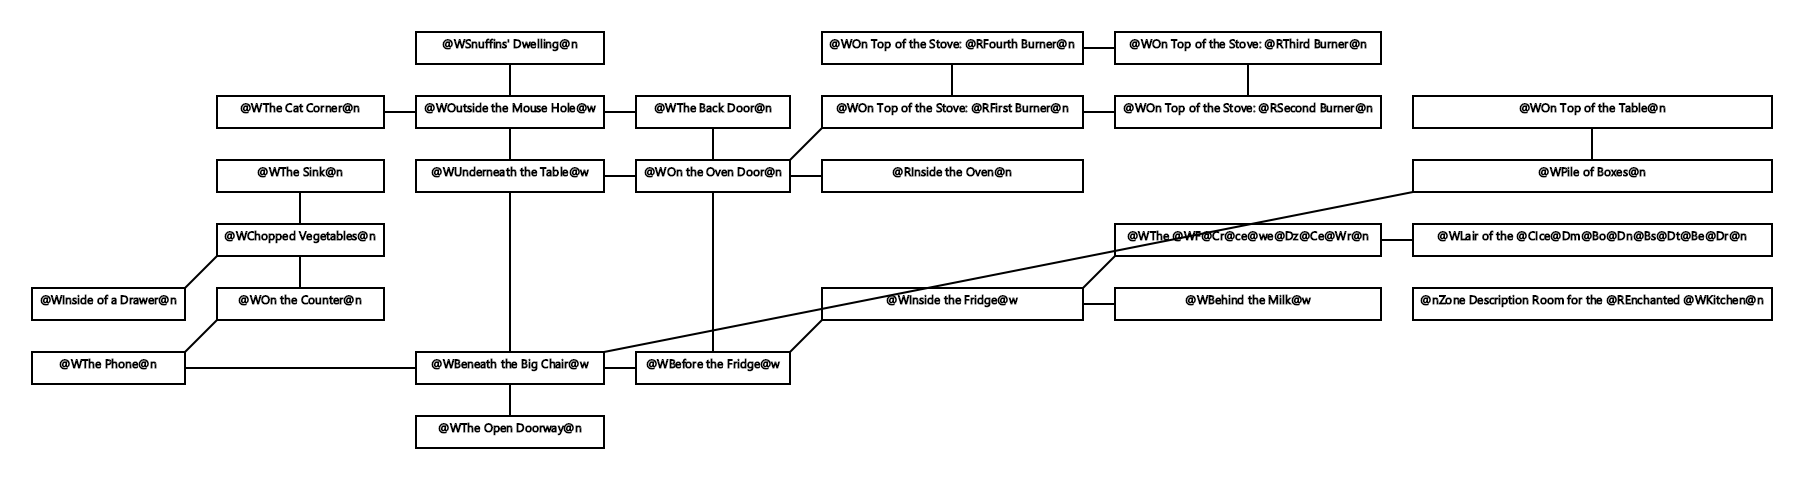 @WSnuffins' Dwelling@n
@WOn Top of the Stove: @RFourth Burner@n
@WOn Top of the Stove: @RThird Burner@n
@WThe Cat Corner@n
@WOutside the Mouse Hole@w
@WThe Back Door@n
@WOn Top of the Stove: @RFirst Burner@n
@WOn Top of the Stove: @RSecond Burner@n
@WOn Top of the Table@n
@WThe Sink@n
@WUnderneath the Table@w
@WOn the Oven Door@n
@RInside the Oven@n
@WPile of Boxes@n
@WChopped Vegetables@n
@WThe @WF@Cr@ce@we@Dz@Ce@Wr@n
@WLair of the @CIce@Dm@Bo@Dn@Bs@Dt@Be@Dr@n
@WInside of a Drawer@n
@WOn the Counter@n
@WInside the Fridge@w
@WBehind the Milk@w
@nZone Description Room for the @REnchanted @WKitchen@n
@WThe Phone@n
@WBeneath the Big Chair@w
@WBefore the Fridge@w
@WThe Open Doorway@n